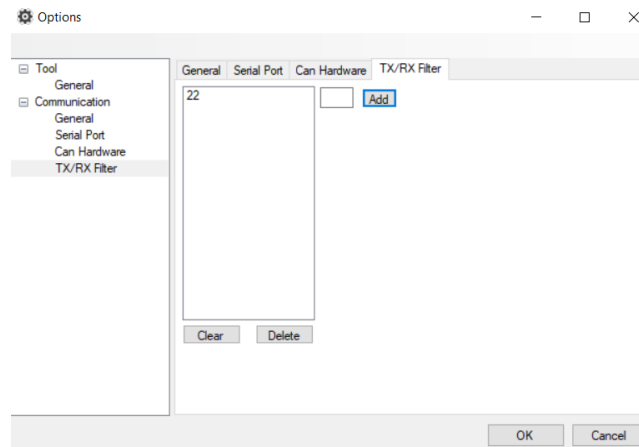 Options
Tool
General
Communication
General
Serial Port
Can Hardware
TX/RX Filter
General Serial Port Can Hardware TX/RX Filter
22
Add
Clear Delete
OK Cancel